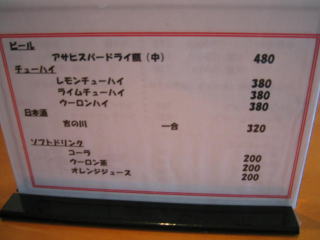 ビール
アサヒスーパードライ瓶（中） 480
チューハイ
レモンチューハイ 380
ライムチューハイ 380
ウーロンハイ 380
日本酒
吉の川 一合 320
ソフトドリンク
コーラ 200
ウーロン茶 200
オレンジジュース 200